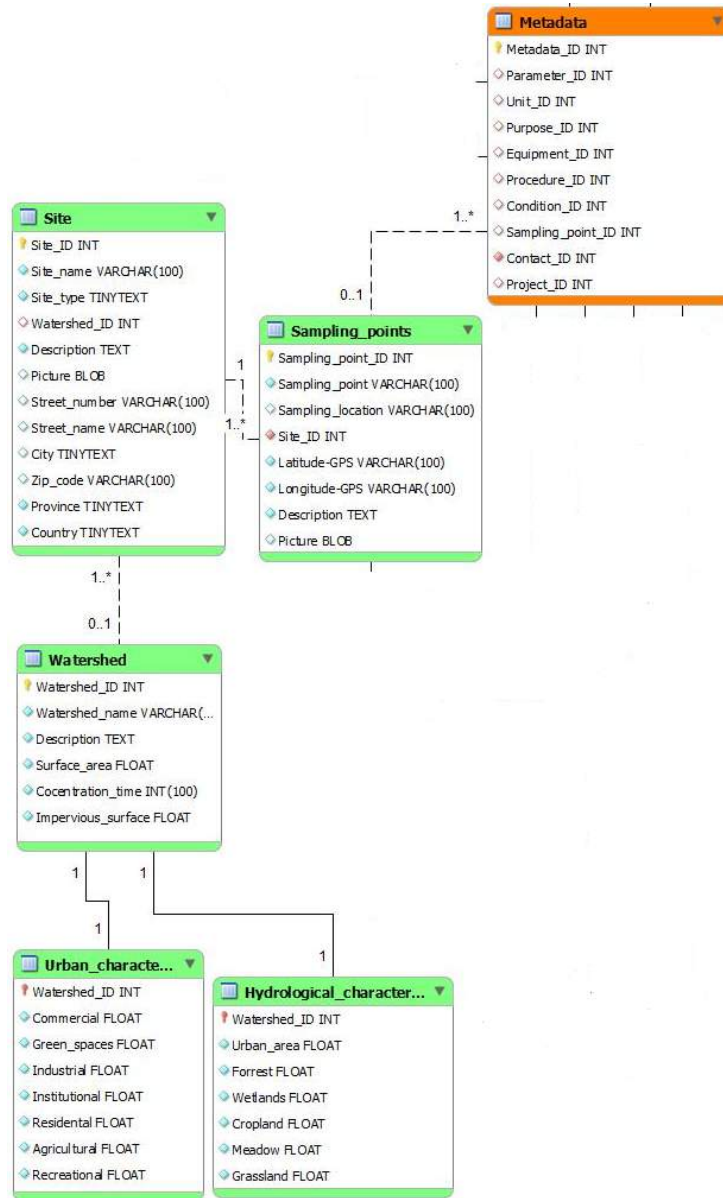 Metadata
Metadata_ID INT
Parameter_ID INT
Unit_ID INT
Purpose_ID INT
Equipment_ID INT
Procedure_ID INT
Condition_ID INT
Sampling_point_ID INT
Contact_ID INT
Project_ID INT
1..*
0..1
Site
Site_ID INT
Site_name VARCHAR(100)
Site_type TINYTEXT
Watershed_ID INT
Description TEXT
Picture BLOB
Street_number VARCHAR(100)
Street_name VARCHAR(100)
City TINYTEXT
Zip_code VARCHAR(100)
Province TINYTEXT
Country TINYTEXT
1
1..*
Sampling_points
Sampling_point_ID INT
Sampling_point VARCHAR(100)
Sampling_location VARCHAR(100)
Site_ID INT
Latitude-GPS VARCHAR(100)
Longitude-GPS VARCHAR(100)
Description TEXT
Picture BLOB
1..*
0..1
Watershed
Watershed_ID INT
Watershed_name VARCHAR(...
Description TEXT
Surface_area FLOAT
Cocentration_time INT(100)
Impervious_surface FLOAT
1
1
1
1
Urban_characte...
Watershed_ID INT
Commercial FLOAT
Green_spaces FLOAT
Industrial FLOAT
Institutional FLOAT
Residental FLOAT
Agricultural FLOAT
Recreational FLOAT
Hydrological_character...
Watershed_ID INT
Urban_area FLOAT
Forrest FLOAT
Wetlands FLOAT
Cropland FLOAT
Meadow FLOAT
Grassland FLOAT